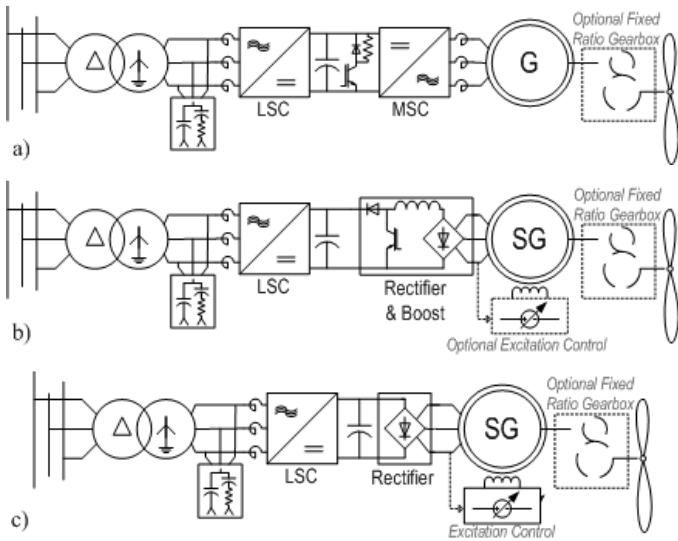 Optional Fixed
Ratio Gearbox
G
LSC
MSC
a)
Optional Fixed
Ratio Gearbox
SG
LSC
Rectifier
& Boost
Optional Excitation Control
b)
Optional Fixed
Ratio Gearbox
SG
LSC
Rectifier
Excitation Control
c)